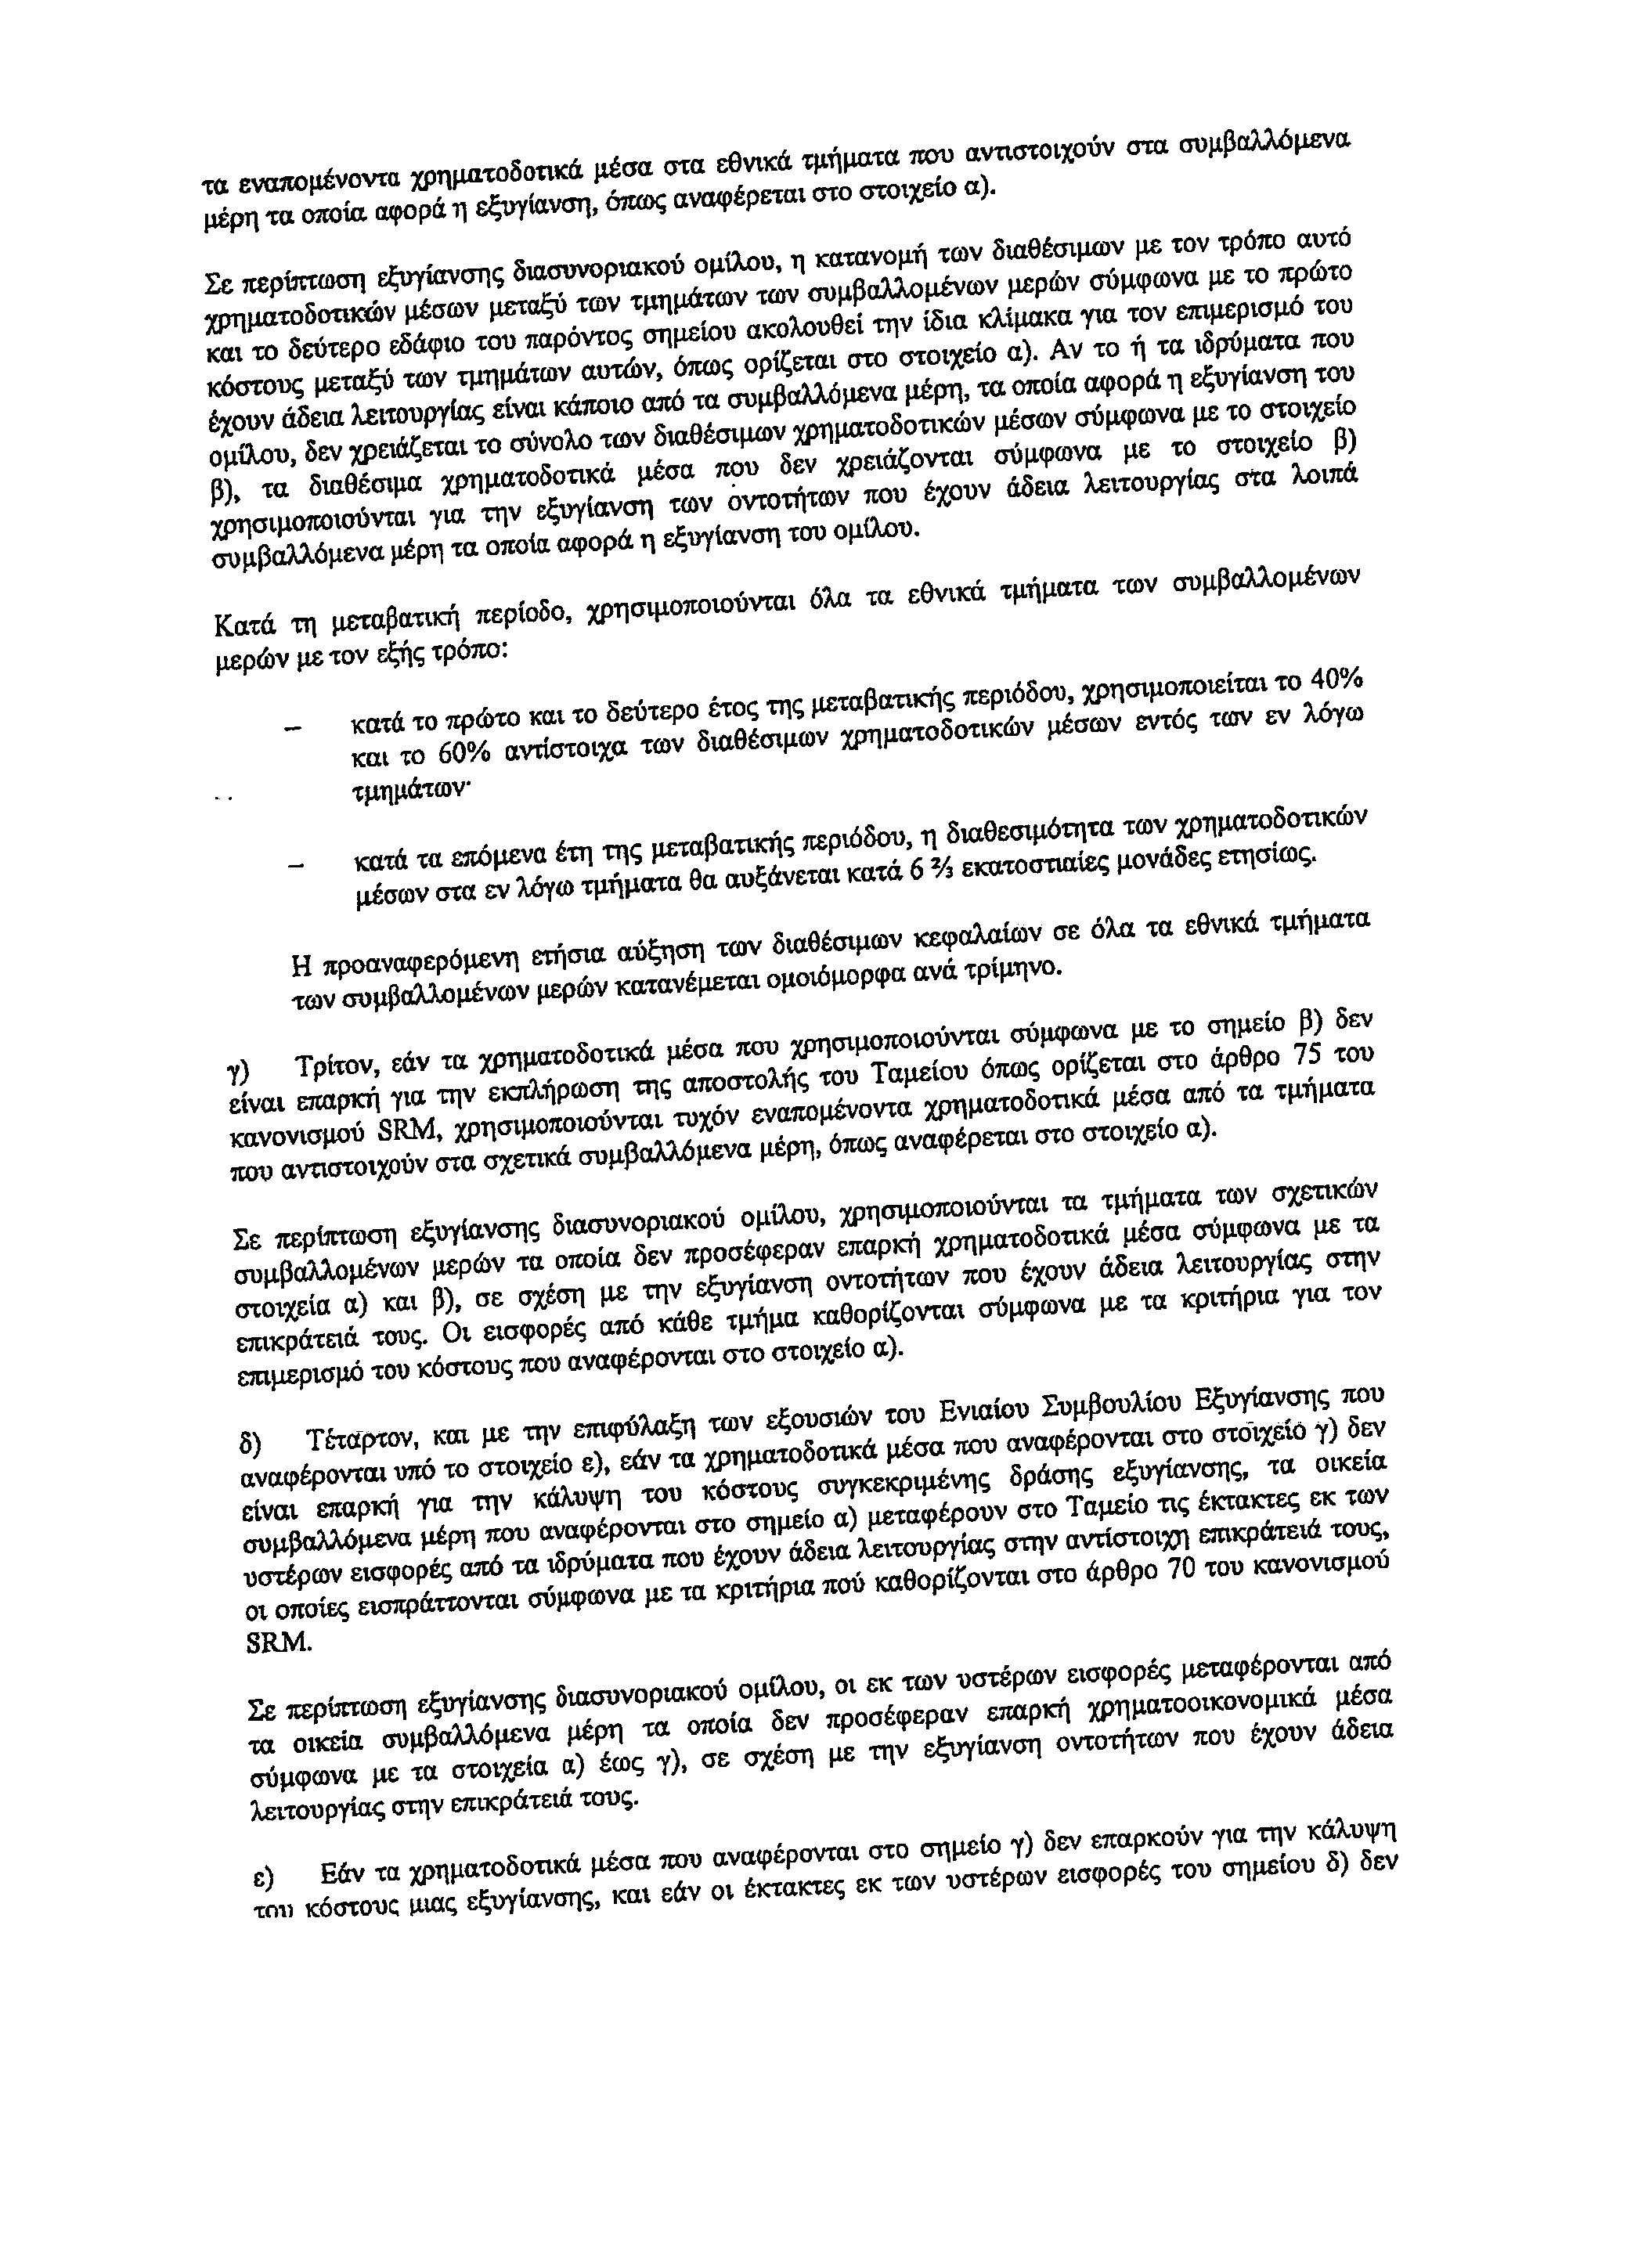 τα εναπομένοντα χρηματοδοτικά μέσα στα εθνικά τμήματα που αντιστοιχούν στα συμβαλλόμενα
μέρη τα οποία αφορά η εξυγίανση, όπως αναφέρεται στο στοιχείο α).
Σε περίπτωση εξυγίανσης διασυνοριακού ομίλου, η κατανομή των διαθέσιμων με τον τρόπο αυτό
χρηματοδοτικών μέσων μεταξύ των τμημάτων των συμβαλλομένων μερών σύμφωνα με το πρώτο
και το δεύτερο εδάφιο του παρόντος σημείου ακολουθεί την ίδια κλίμακα για τον επιμερισμό του
κόστους μεταξύ των τμημάτων αυτών, όπως ορίζεται στο στοιχείο α). Αν το ή τα ιδρύματα που
έχουν άδεια λειτουργίας είναι κάποιο από τα συμβαλλόμενα μέρη, τα οποία αφορά η εξυγίανση του
ομίλου, δεν χρειάζεται το σύνολο των διαθέσιμων χρηματοδοτικών μέσων σύμφωνα με το στοιχείο
β), τα διαθέσιμα χρηματοδοτικά μέσα που δεν χρειάζονται σύμφωνα με το στοιχείο β)
χρησιμοποιούνται για την εξυγίανση των οντοτήτων που έχουν άδεια λειτουργίας στα λοιπά
συμβαλλόμενα μέρη τα οποία αφορά η εξυγίανση του ομίλου.
Κατά τη μεταβατική περίοδο, χρησιμοποιούνται όλα τα εθνικά τμήματα των συμβαλλομένων
μερών με τον εξής τρόπο:
– κατά το πρώτο και το δεύτερο έτος της μεταβατικής περιόδου, χρησιμοποιείται το 40%
και το 60% αντίστοιχα των διαθέσιμων χρηματοδοτικών μέσων εντός των εν λόγω
τμημάτων·
– κατά τα επόμενα έτη της μεταβατικής περιόδου, η διαθεσιμότητα των χρηματοδοτικών
μέσων στα εν λόγω τμήματα θα αυξάνεται κατά 6 ⅔ εκατοστιαίες μονάδες ετησίως.
Η προαναφερόμενη ετήσια αύξηση των διαθέσιμων κεφαλαίων σε όλα τα εθνικά τμήματα
των συμβαλλομένων μερών κατανέμεται ομοιόμορφα ανά τρίμηνο.
γ) Τρίτον, εάν τα χρηματοδοτικά μέσα που χρησιμοποιούνται σύμφωνα με το σημείο β) δεν
είναι επαρκή για την εκπλήρωση της αποστολής του Ταμείου όπως ορίζεται στο άρθρο 75 του
κανονισμού SRM, χρησιμοποιούνται τυχόν εναπομένοντα χρηματοδοτικά μέσα από τα τμήματα
που αντιστοιχούν στα σχετικά συμβαλλόμενα μέρη, όπως αναφέρεται στο στοιχείο α).
Σε περίπτωση εξυγίανσης διασυνοριακού ομίλου, χρησιμοποιούνται τα τμήματα των σχετικών
συμβαλλομένων μερών τα οποία δεν προσέφεραν επαρκή χρηματοδοτικά μέσα σύμφωνα με τα
στοιχεία α) και β), σε σχέση με την εξυγίανση οντοτήτων που έχουν άδεια λειτουργίας στην
επικράτειά τους. Οι εισφορές από κάθε τμήμα καθορίζονται σύμφωνα με τα κριτήρια για τον
επιμερισμό του κόστους που αναφέρονται στο στοιχείο α).
δ) Τέταρτον, και με την επιφύλαξη των εξουσιών του Ενιαίου Συμβουλίου Εξυγίανσης που
αναφέρονται υπό το στοιχείο ε), εάν τα χρηματοδοτικά μέσα που αναφέρονται στο στοιχείο γ) δεν
είναι επαρκή για την κάλυψη του κόστους συγκεκριμένης δράσης εξυγίανσης, τα οικεία
συμβαλλόμενα μέρη που αναφέρονται στο σημείο α) μεταφέρουν στο Ταμείο τις έκτακτες εκ των
υστέρων εισφορές από τα ιδρύματα που έχουν άδεια λειτουργίας στην αντίστοιχη επικράτειά τους,
οι οποίες εισπράττονται σύμφωνα με τα κριτήρια πού καθορίζονται στο άρθρο 70 του κανονισμού
SRM.
Σε περίπτωση εξυγίανσης διασυνοριακού ομίλου, οι εκ των υστέρων εισφορές μεταφέρονται από
τα οικεία συμβαλλόμενα μέρη τα οποία δεν προσέφεραν επαρκή χρηματοοικονομικά μέσα
σύμφωνα με τα στοιχεία α) έως γ), σε σχέση με την εξυγίανση οντοτήτων που έχουν άδεια
λειτουργίας στην επικράτειά τους.
ε) Εάν τα χρηματοδοτικά μέσα που αναφέρονται στο σημείο γ) δεν επαρκούν για την κάλυψη
του κόστους μιας εξυγίανσης, και εάν οι έκτακτες εκ των υστέρων εισφορές του σημείου δ) δεν